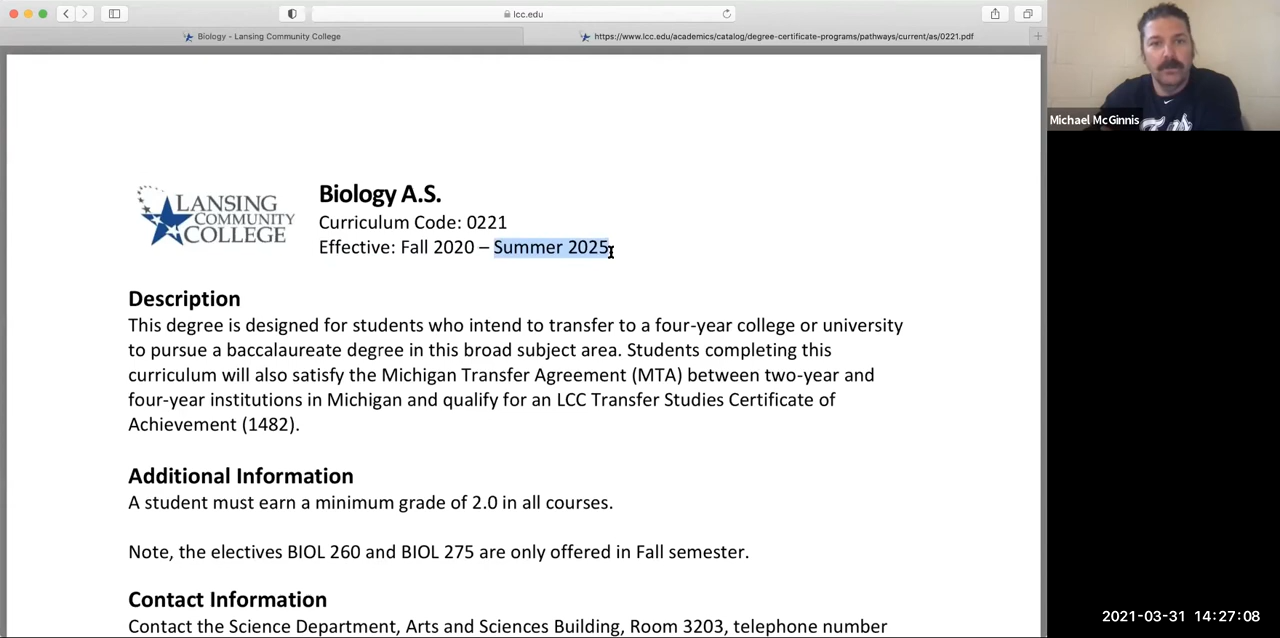 lcc.edu
Biology - Lansing Community College
https://www.lcc.edu/academics/catalog/degree-certificate-programs/pathways/current/as/0221.pdf
Michael McGinnis
LANSING
COMMUNITY
COLLEGE
Biology A.S.
Curriculum Code: 0221
Effective: Fall 2020 – Summer 2025
Description
This degree is designed for students who intend to transfer to a four-year college or university
to pursue a baccalaureate degree in this broad subject area. Students completing this
curriculum will also satisfy the Michigan Transfer Agreement (MTA) between two-year and
four-year institutions in Michigan and qualify for an LCC Transfer Studies Certificate of
Achievement (1482).
Additional Information
A student must earn a minimum grade of 2.0 in all courses.
Note, the electives BIOL 260 and BIOL 275 are only offered in Fall semester.
Contact Information
Contact the Science Department, Arts and Sciences Building, Room 3203, telephone number
2021-03-31 14:27:08